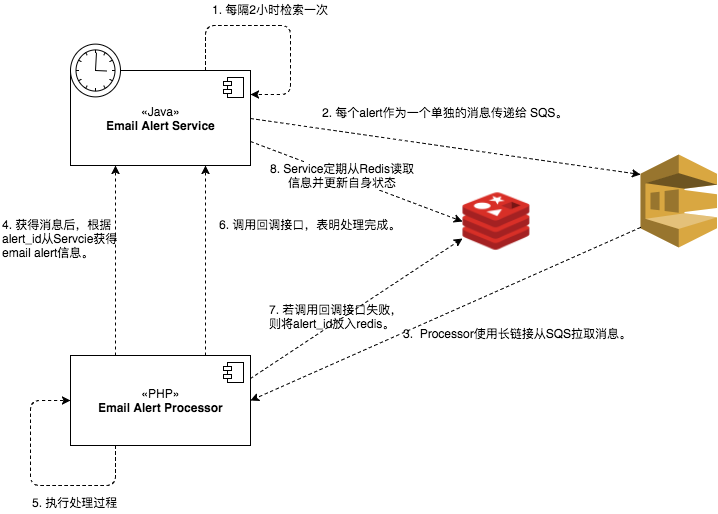 1. 每隔2小时检索一次
«Java»
Email Alert Service
2. 每个alert作为一个单独的消息传递给 SQS。
8. Service定期从Redis读取
信息并更新自身状态
4. 获得消息后，根据
alert_id从Servcie获得
email alert信息。
6. 调用回调接口，表明处理完成。
7. 若调用回调接口失败，
则将alert_id放入redis。
3. Processor使用长链接从SQS拉取消息。
«PHP»
Email Alert Processor
5. 执行处理过程